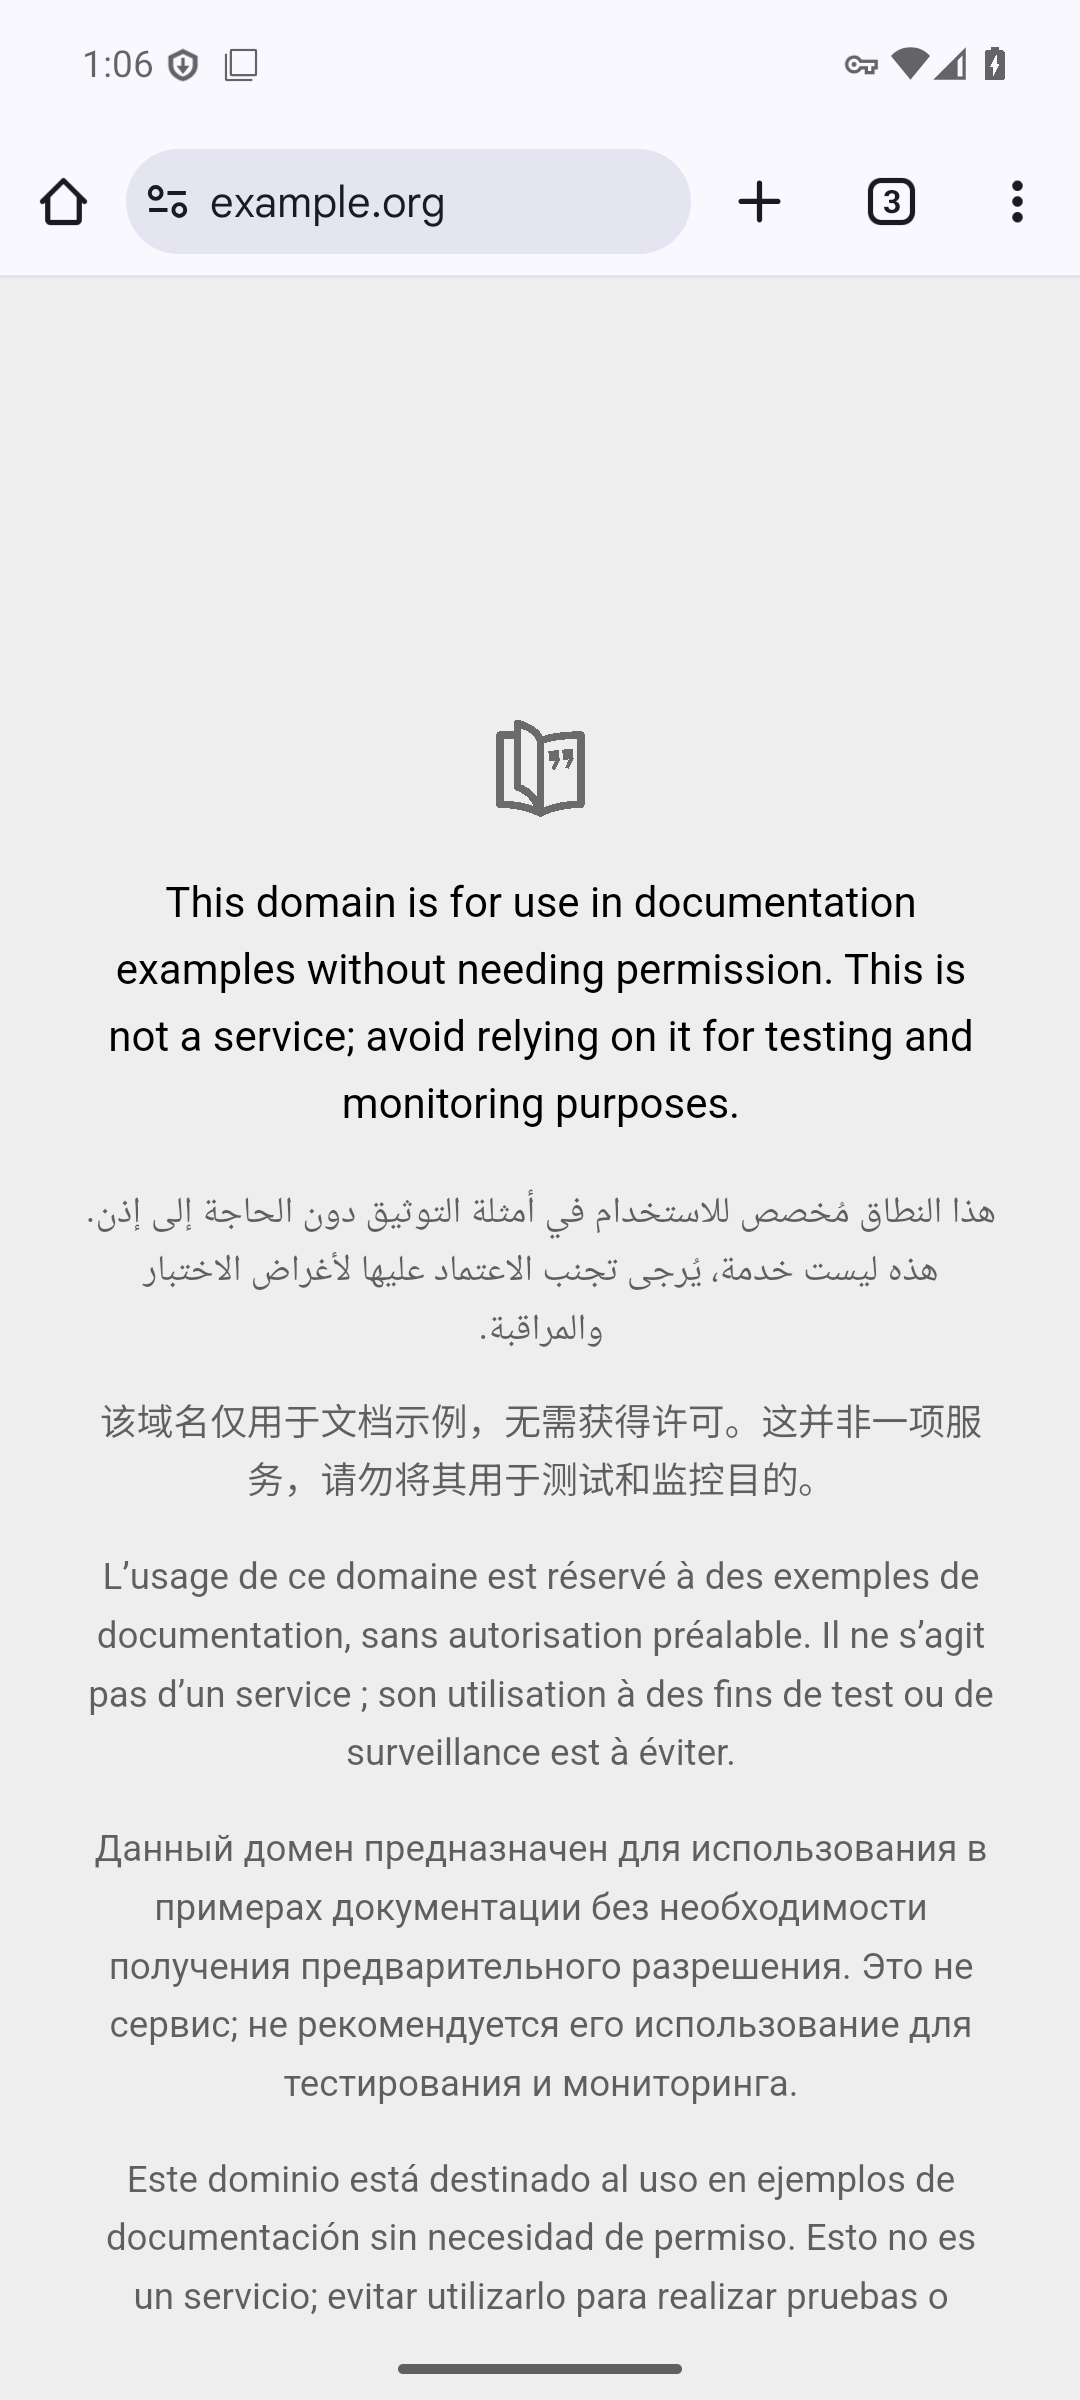 1:06
example.org
3
This domain is for use in documentation
examples without needing permission. This is
not a service; avoid relying on it for testing and
monitoring purposes.
هذا النطاق مُخصص للاستخدام في أمثلة التوثيق دون الحاجة إلى إذن.
هذه ليست خدمة، يُرجى تجنب الاعتماد عليها لأغراض الاختبار
والمراقبة.
该域名仅用于文档示例，无需获得许可。这并非一项服
务，请勿将其用于测试和监控目的。
L’usage de ce domaine est réservé à des exemples de
documentation, sans autorisation préalable. Il ne s’agit
pas d’un service ; son utilisation à des fins de test ou de
surveillance est à éviter.
Данный домен предназначен для использования в
примерах документации без необходимости
получения предварительного разрешения. Это не
сервис; не рекомендуется его использование для
тестирования и мониторинга.
Este dominio está destinado al uso en ejemplos de
documentación sin necesidad de permiso. Esto no es
un servicio; evitar utilizarlo para realizar pruebas o